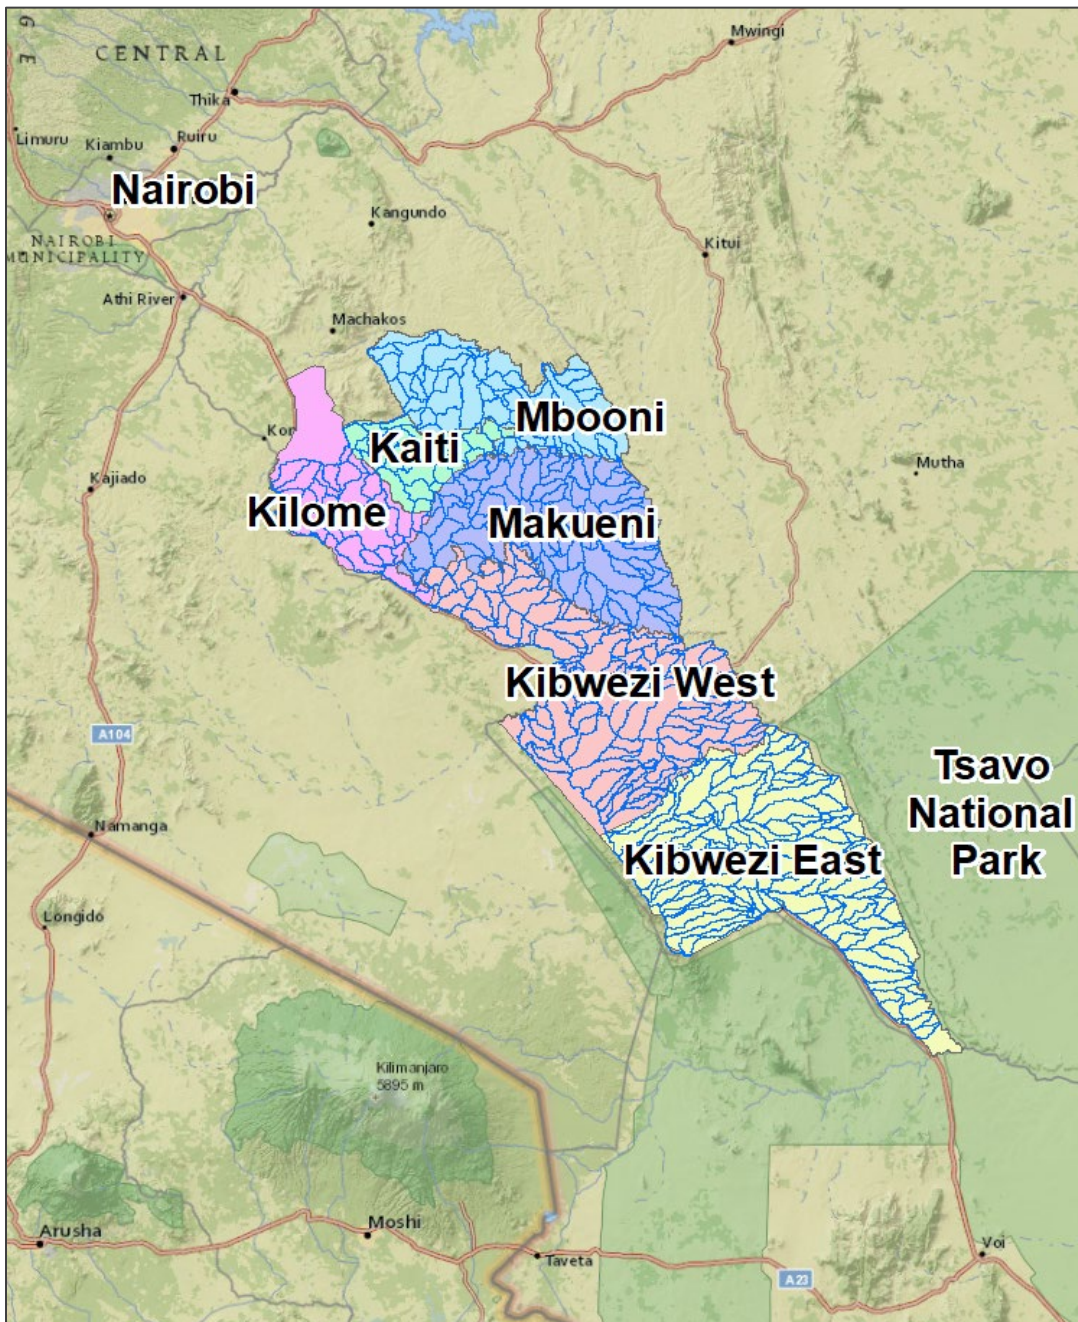 G
E
CENTRAL
Mwingi
Thika
Limuru
Kiambu
Ruiru
Nairobi
Kangundo
NAIROBI
MUNICIPALITY
Kitui
Athi River
Machakos
Mbooni
Kor
Kaiti
Mutha
Kajiado
Kilome
Makueni
Kibwezi West
A104
Tsavo
National
Park
Namanga
Kibwezi East
Longido
Kilimanjaro
5895 m
Moshi
Arusha
Voi
Taveta
A23